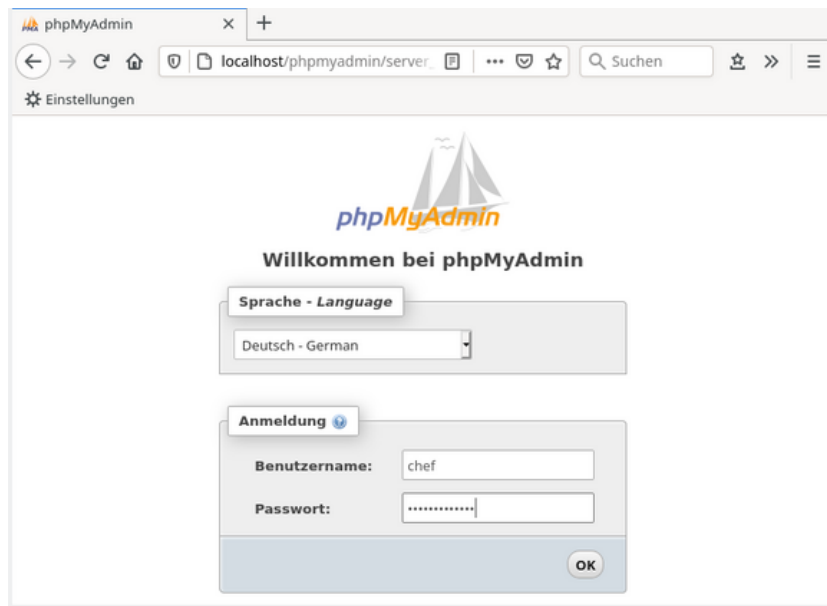 phpMyAdmin
localhost/phpmyadmin/server_
Suchen
Einstellungen
phpMyAdmin
Willkommen bei phpMyAdmin
Sprache - Language
Deutsch - German
Anmeldung
Benutzername: chef
Passwort: •••••••••••••
OK